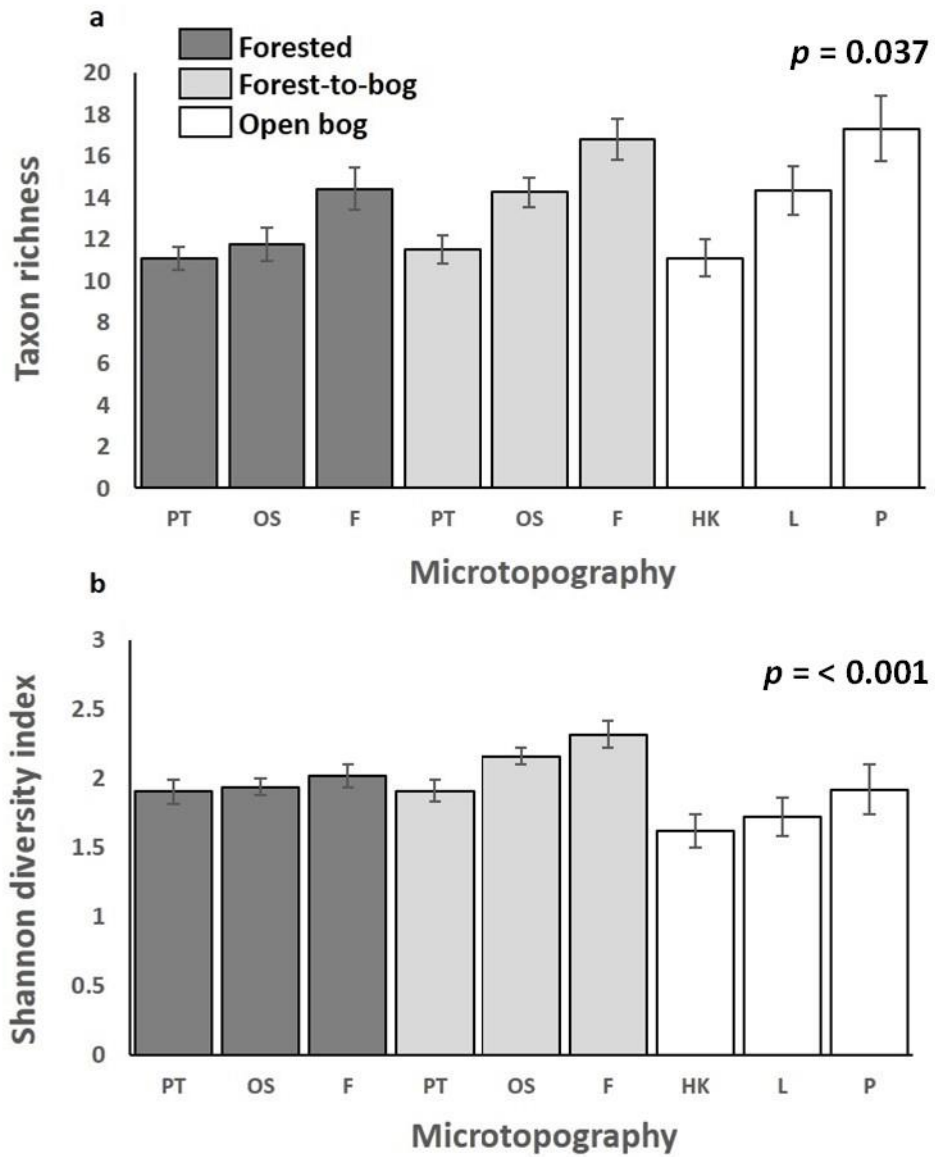 a
Forested
Forest-to-bog
Open bog
p = 0.037
Taxon richness
20
18
16
14
12
10
8
6
4
2
0
PT OS F PT OS F HK L P
Microtopography
b
p = < 0.001
Shannon diversity index
3
2.5
2
1.5
1
0.5
0
PT OS F PT OS F HK L P
Microtopography